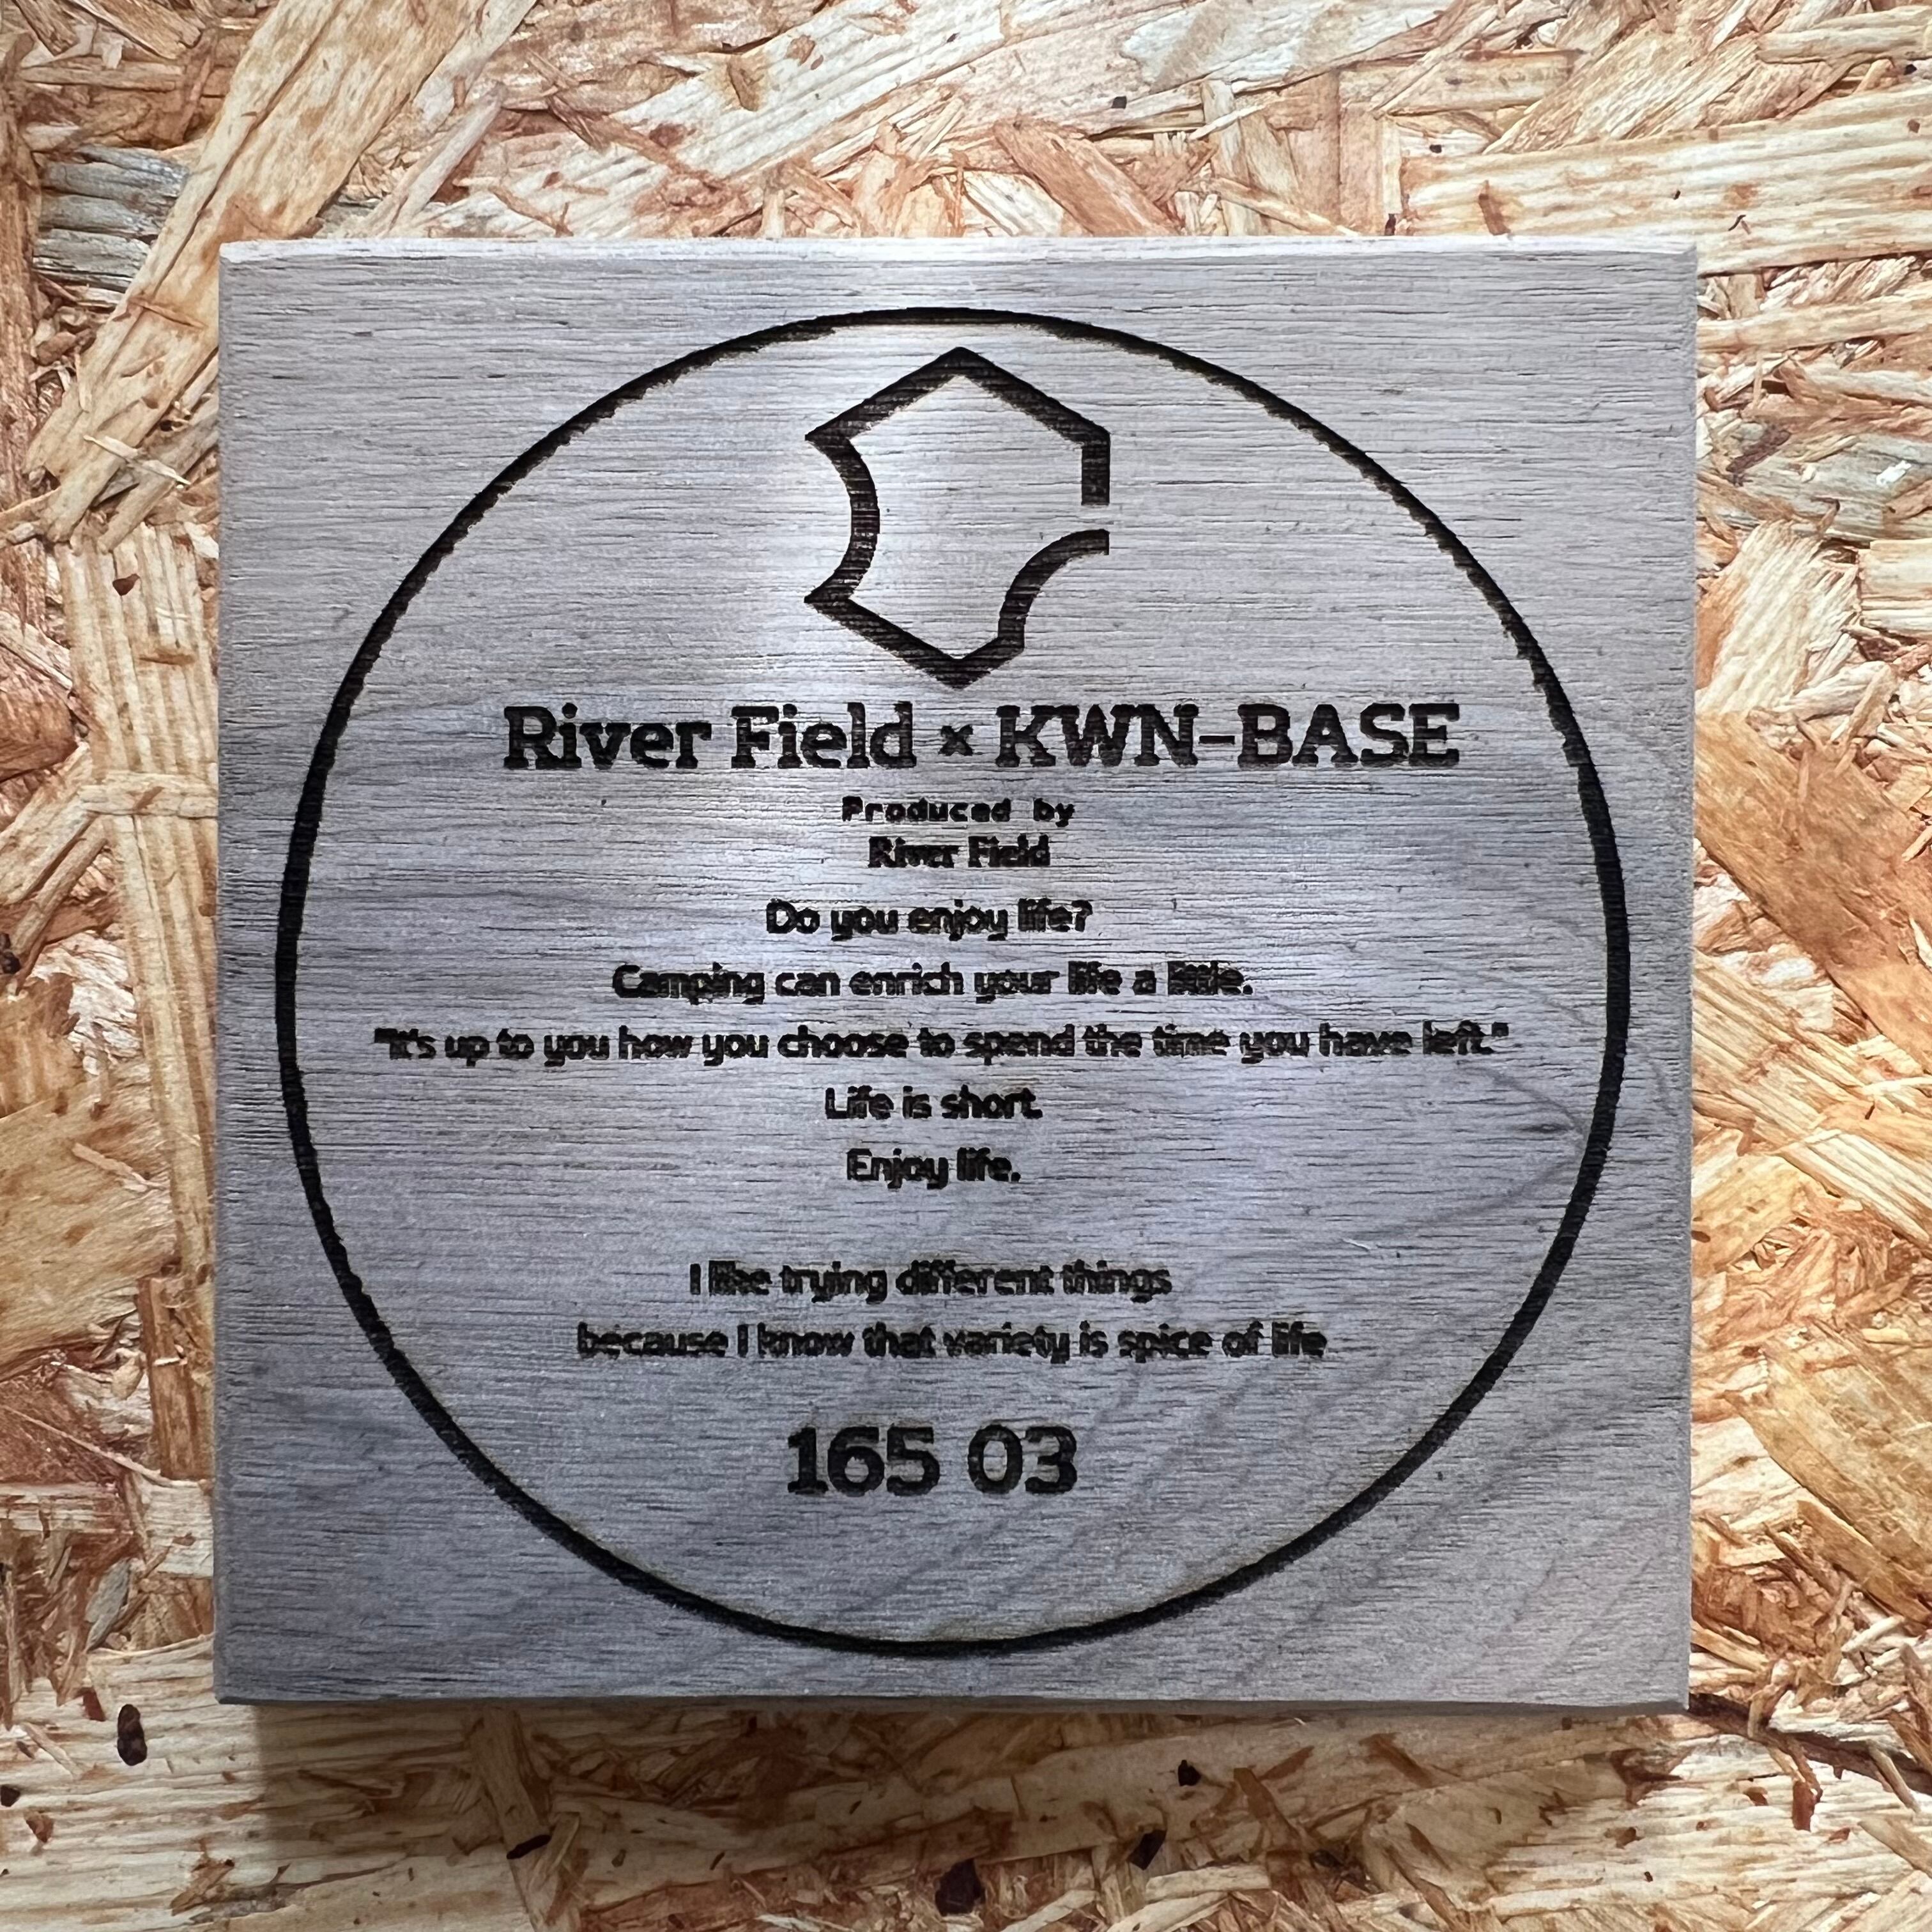 River Field × KWN-BASE
Produced by
River Field
Do you enjoy life?
Camping can enrich your life a little.
"It's up to you how you choose to spend the time you have left."
Life is short.
Enjoy life.
I like trying different things
because I know that variety is spice of life
165 03